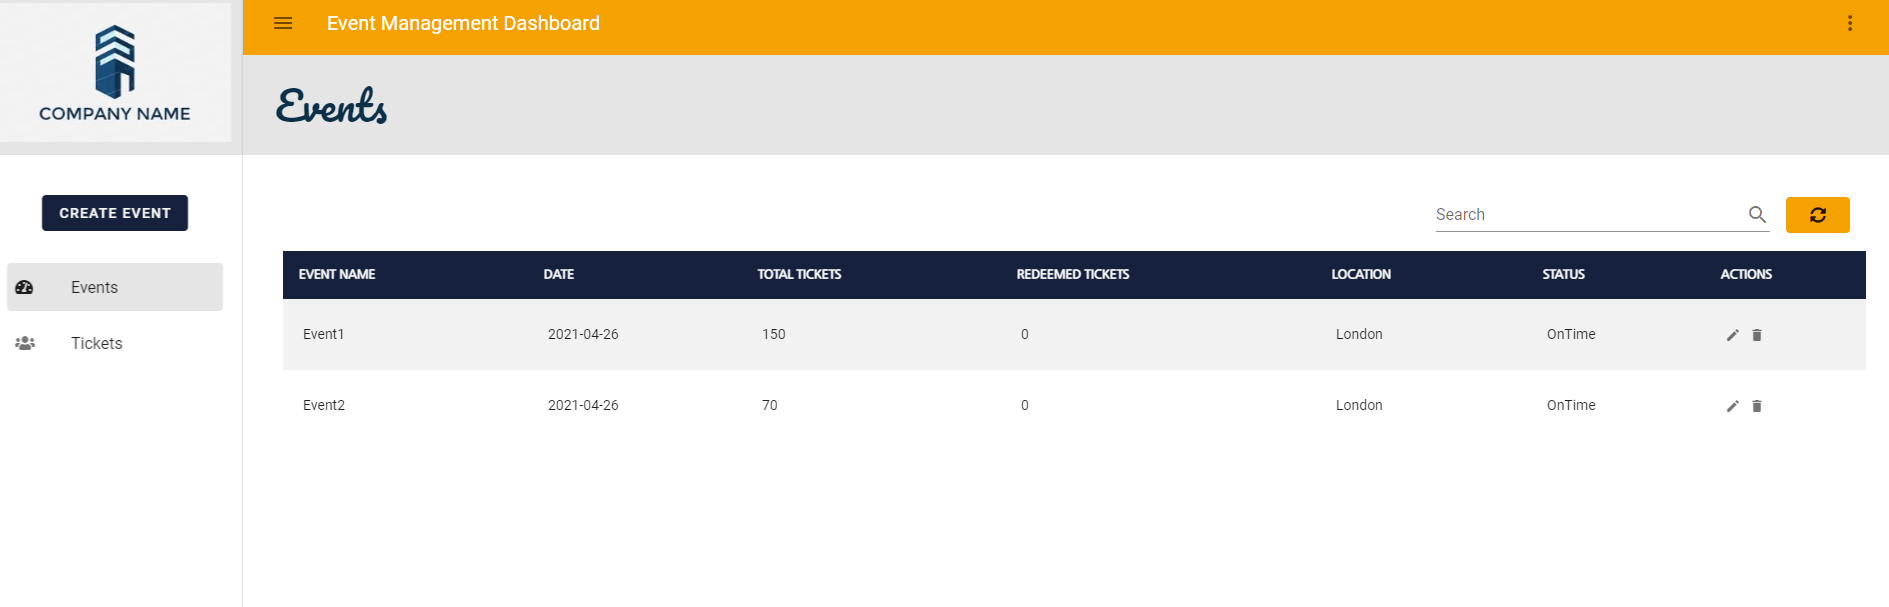 COMPANY NAME
Event Management Dashboard
Events
CREATE EVENT
Events
Tickets
Search
EVENT NAME DATE TOTAL TICKETS REDEEMED TICKETS LOCATION STATUS ACTIONS
Event1 2021-04-26 150 0 London OnTime
Event2 2021-04-26 70 0 London OnTime